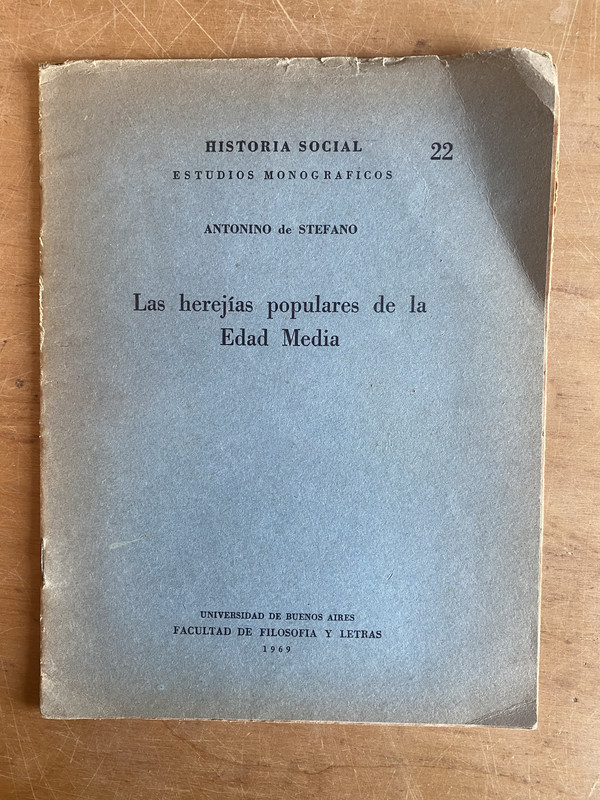 HISTORIA SOCIAL 22
ESTUDIOS MONOGRAFICOS
ANTONINO de STEFANO
Las herejías populares de la
Edad Media
UNIVERSIDAD DE BUENOS AIRES
FACULTAD DE FILOSOFIA Y LETRAS
1969